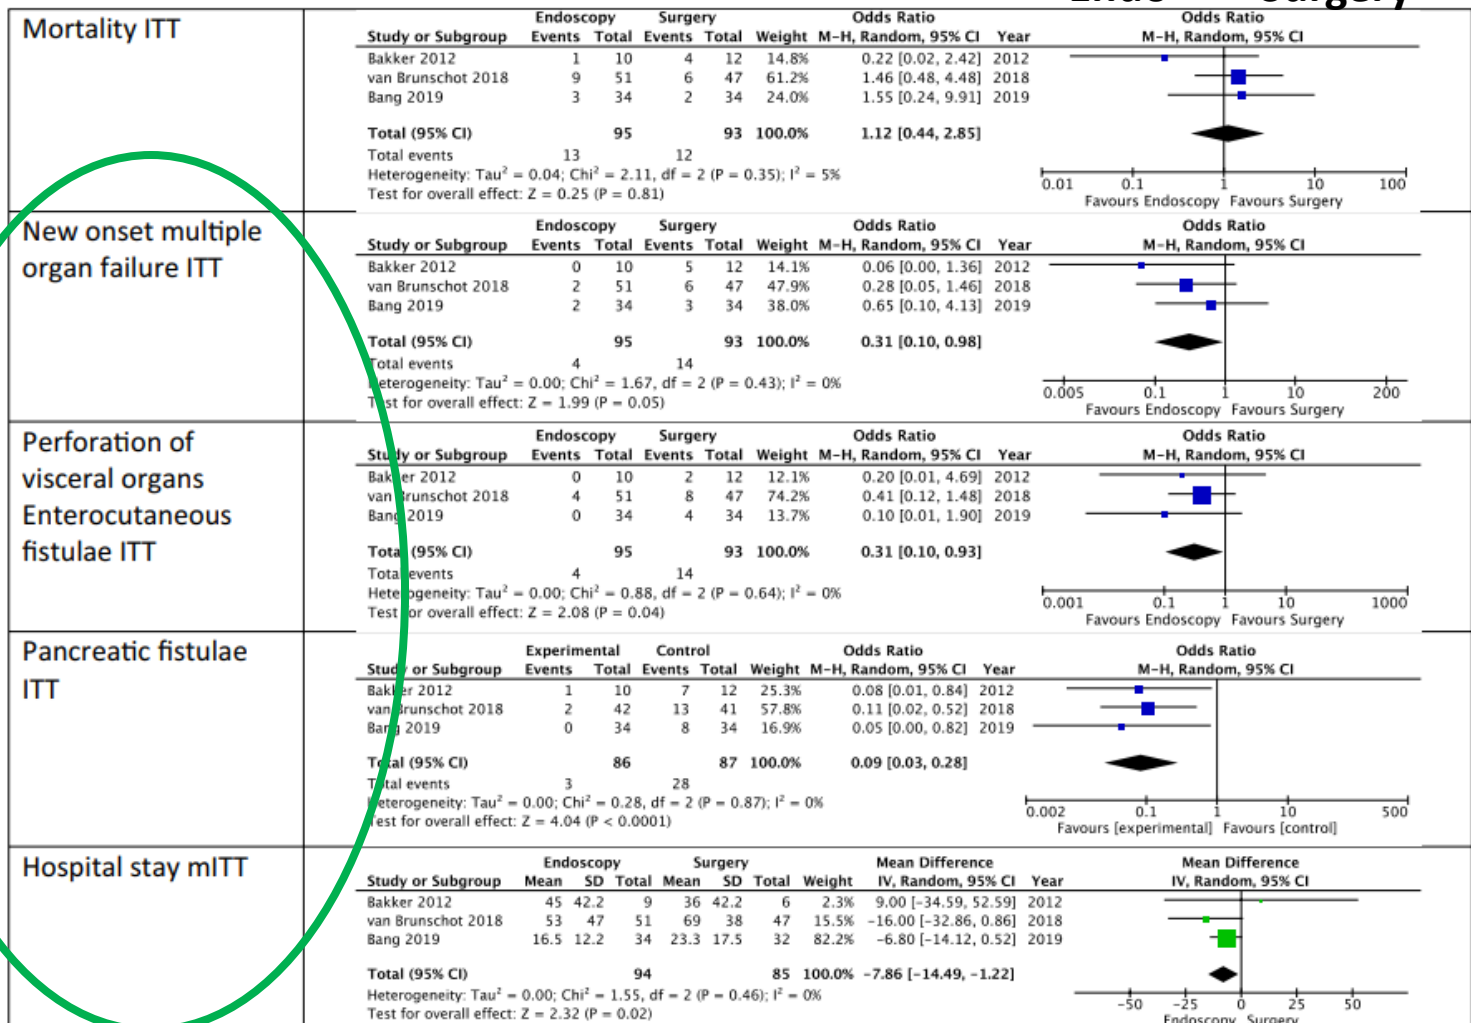 Endo Surgery
Mortality ITT
Endoscopy Surgery Odds Ratio Odds Ratio
Study or Subgroup Events Total Events Total Weight M-H, Random, 95% CI Year M-H, Random, 95% CI
Bakker 2012 1 10 4 12 14.8% 0.22 [0.02, 2.42] 2012
van Brunschot 2018 9 51 6 47 61.2% 1.46 [0.48, 4.48] 2018
Bang 2019 3 34 2 34 24.0% 1.55 [0.24, 9.91] 2019
Total (95% CI) 95 93 100.0% 1.12 [0.44, 2.85]
Total events 13 12
Heterogeneity: Tau² = 0.04; Chi² = 2.11, df = 2 (P = 0.35); I² = 5%
Test for overall effect: Z = 0.25 (P = 0.81)
0.01 0.1 1 10 100
Favours Endoscopy Favours Surgery
New onset multiple
organ failure ITT
Endoscopy Surgery Odds Ratio Odds Ratio
Study or Subgroup Events Total Events Total Weight M-H, Random, 95% CI Year M-H, Random, 95% CI
Bakker 2012 0 10 5 12 14.1% 0.06 [0.00, 1.36] 2012
van Brunschot 2018 2 51 6 47 47.9% 0.28 [0.05, 1.46] 2018
Bang 2019 2 34 3 34 38.0% 0.65 [0.10, 4.13] 2019
Total (95% CI) 95 93 100.0% 0.31 [0.10, 0.98]
Total events 4 14
Heterogeneity: Tau² = 0.00; Chi² = 1.67, df = 2 (P = 0.43); I² = 0%
Test for overall effect: Z = 1.99 (P = 0.05)
0.005 0.1 1 10 200
Favours Endoscopy Favours Surgery
Perforation of
visceral organs
Enterocutaneous
fistulae ITT
Endoscopy Surgery Odds Ratio Odds Ratio
Study or Subgroup Events Total Events Total Weight M-H, Random, 95% CI Year M-H, Random, 95% CI
Bakker 2012 0 10 2 12 12.1% 0.20 [0.01, 4.69] 2012
van Brunschot 2018 4 51 8 47 74.2% 0.41 [0.12, 1.48] 2018
Bang 2019 0 34 4 34 13.7% 0.10 [0.01, 1.90] 2019
Total (95% CI) 95 93 100.0% 0.31 [0.10, 0.93]
Total events 4 14
Heterogeneity: Tau² = 0.00; Chi² = 0.88, df = 2 (P = 0.64); I² = 0%
Test for overall effect: Z = 2.08 (P = 0.04)
0.001 0.1 1 10 1000
Favours Endoscopy Favours Surgery
Pancreatic fistulae
ITT
Experimental Control Odds Ratio Odds Ratio
Study or Subgroup Events Total Events Total Weight M-H, Random, 95% CI Year M-H, Random, 95% CI
Bakker 2012 1 10 7 12 25.3% 0.08 [0.01, 0.84] 2012
van Brunschot 2018 2 42 13 41 57.8% 0.11 [0.02, 0.52] 2018
Bang 2019 0 34 8 34 16.9% 0.05 [0.00, 0.82] 2019
Total (95% CI) 86 87 100.0% 0.09 [0.03, 0.28]
Total events 3 28
Heterogeneity: Tau² = 0.00; Chi² = 0.28, df = 2 (P = 0.87); I² = 0%
Test for overall effect: Z = 4.04 (P < 0.0001)
0.002 0.1 1 10 500
Favours [experimental] Favours [control]
Hospital stay mITT
Endoscopy Surgery Mean Difference Mean Difference
Study or Subgroup Mean SD Total Mean SD Total Weight IV, Random, 95% CI Year IV, Random, 95% CI
Bakker 2012 45 42.2 9 36 42.2 6 2.3% 9.00 [-34.59, 52.59] 2012
van Brunschot 2018 53 47 51 69 38 47 15.5% -16.00 [-32.86, 0.86] 2018
Bang 2019 16.5 12.2 34 23.3 17.5 32 82.2% -6.80 [-14.12, 0.52] 2019
Total (95% CI) 94 85 100.0% -7.86 [-14.49, -1.22]
Heterogeneity: Tau² = 0.00; Chi² = 1.55, df = 2 (P = 0.46); I² = 0%
Test for overall effect: Z = 2.32 (P = 0.02)
-50 -25 0 25 50
Endoscopy Surgery